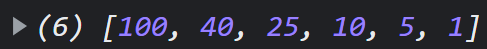 (6) [100, 40, 25, 10, 5, 1]